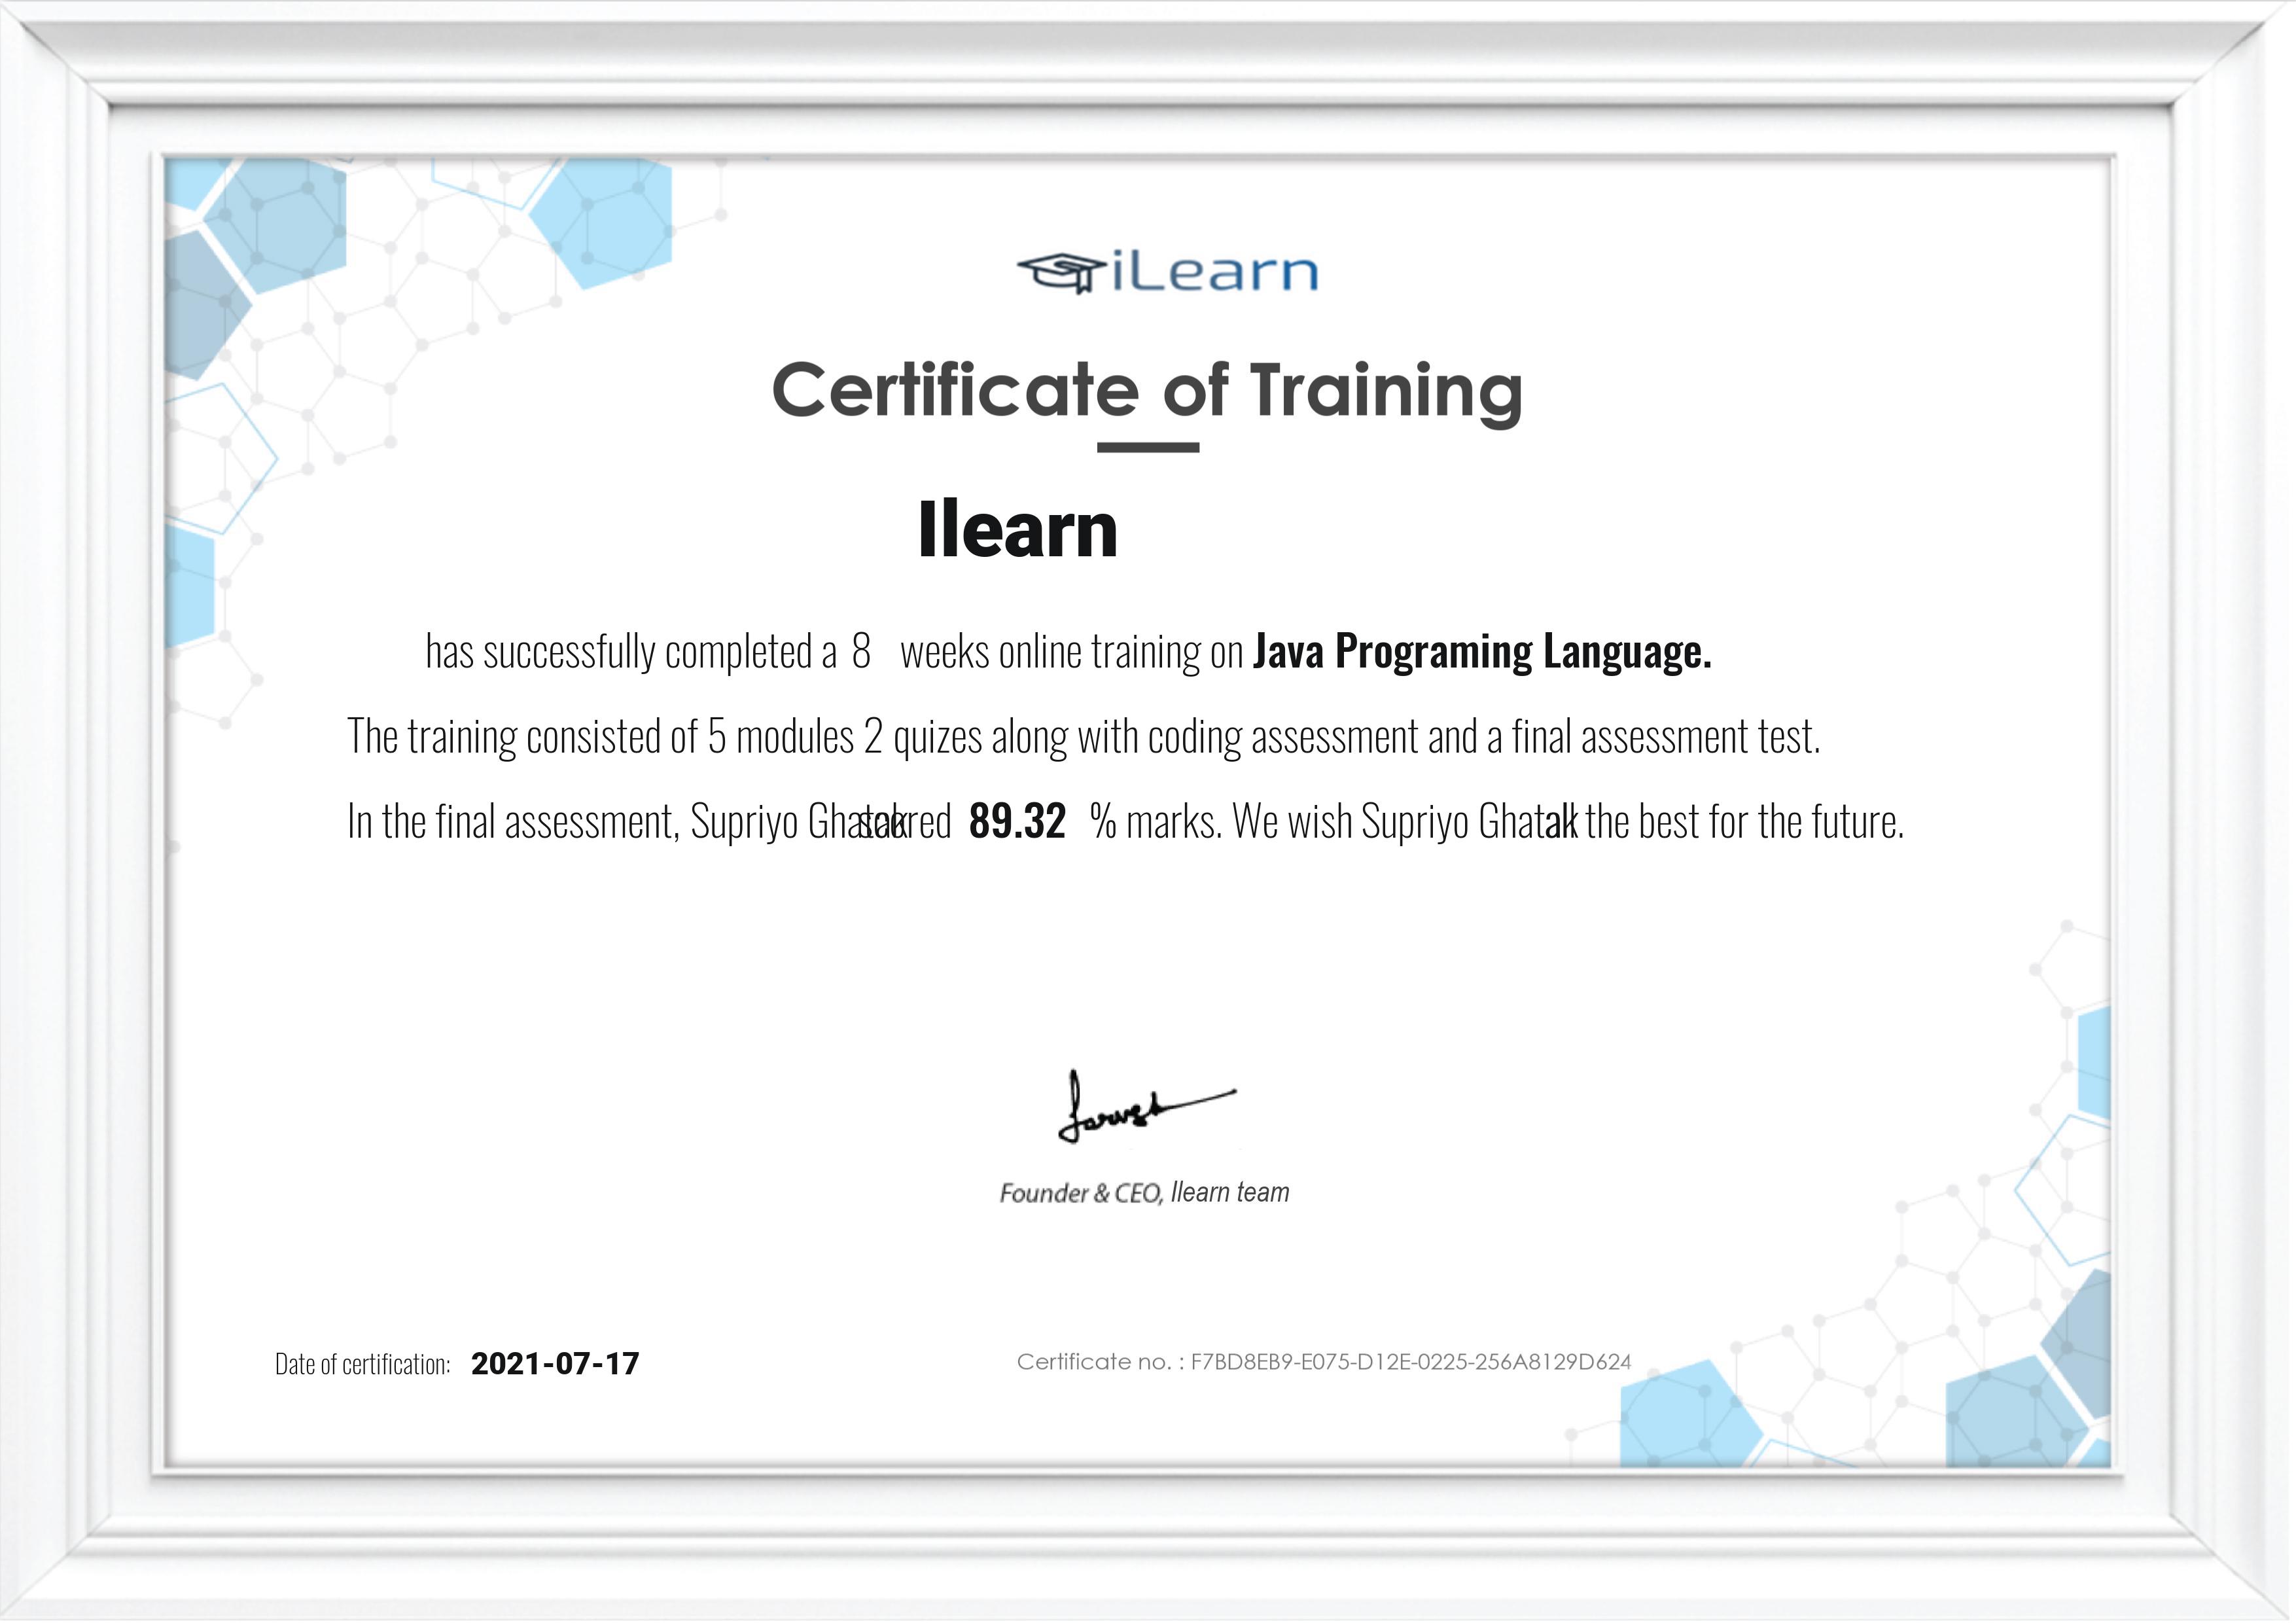 iLearn
Certificate of Training
Ilearn
has successfully completed a 8 weeks online training on Java Programing Language.
The training consisted of 5 modules 2 quizes along with coding assessment and a final assessment test.
In the final assessment, Supriyo Ghatak scored 89.32 % marks. We wish Supriyo Ghatak all the best for the future.
Founder & CEO, Ilearn team
Date of certification: 2021-07-17
Certificate no. : F7BD8EB9-E075-D12E-0225-256A8129D624